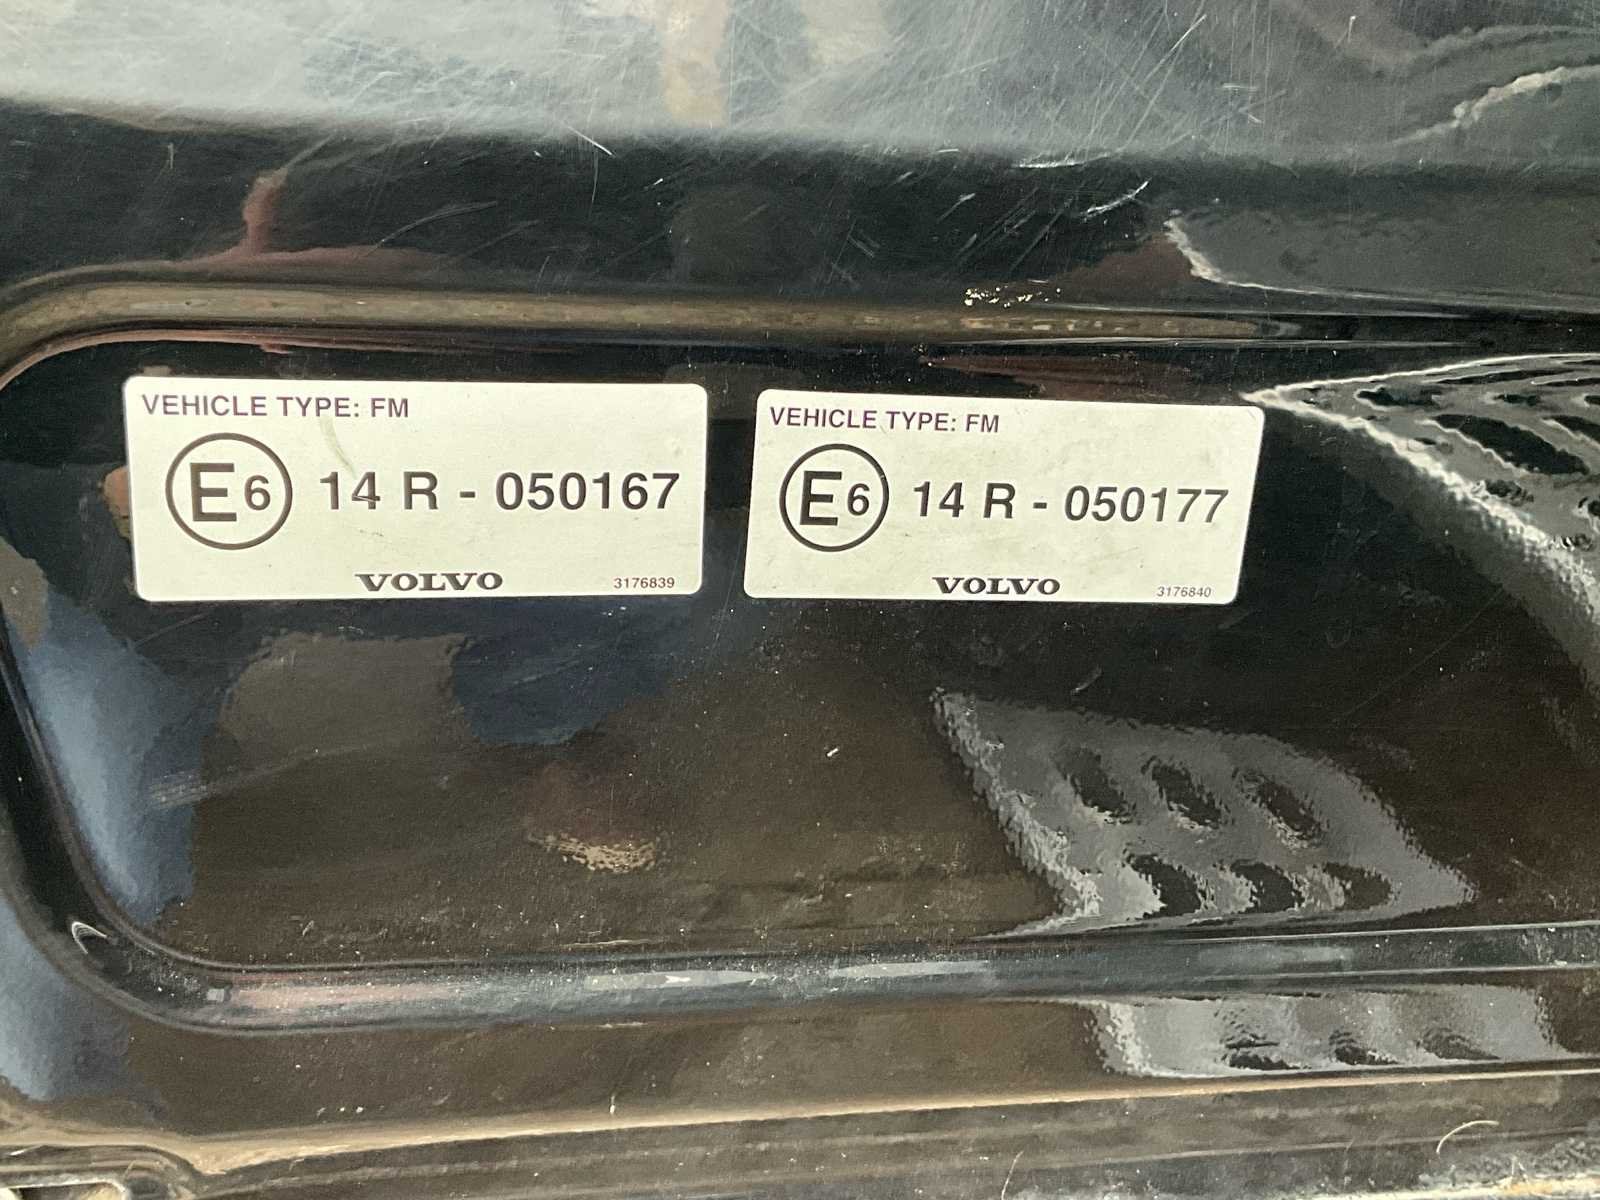 VEHICLE TYPE: FM
E6 14 R - 050167
VOLVO 3176839
VEHICLE TYPE: FM
E6 14 R - 050177
VOLVO 3176840